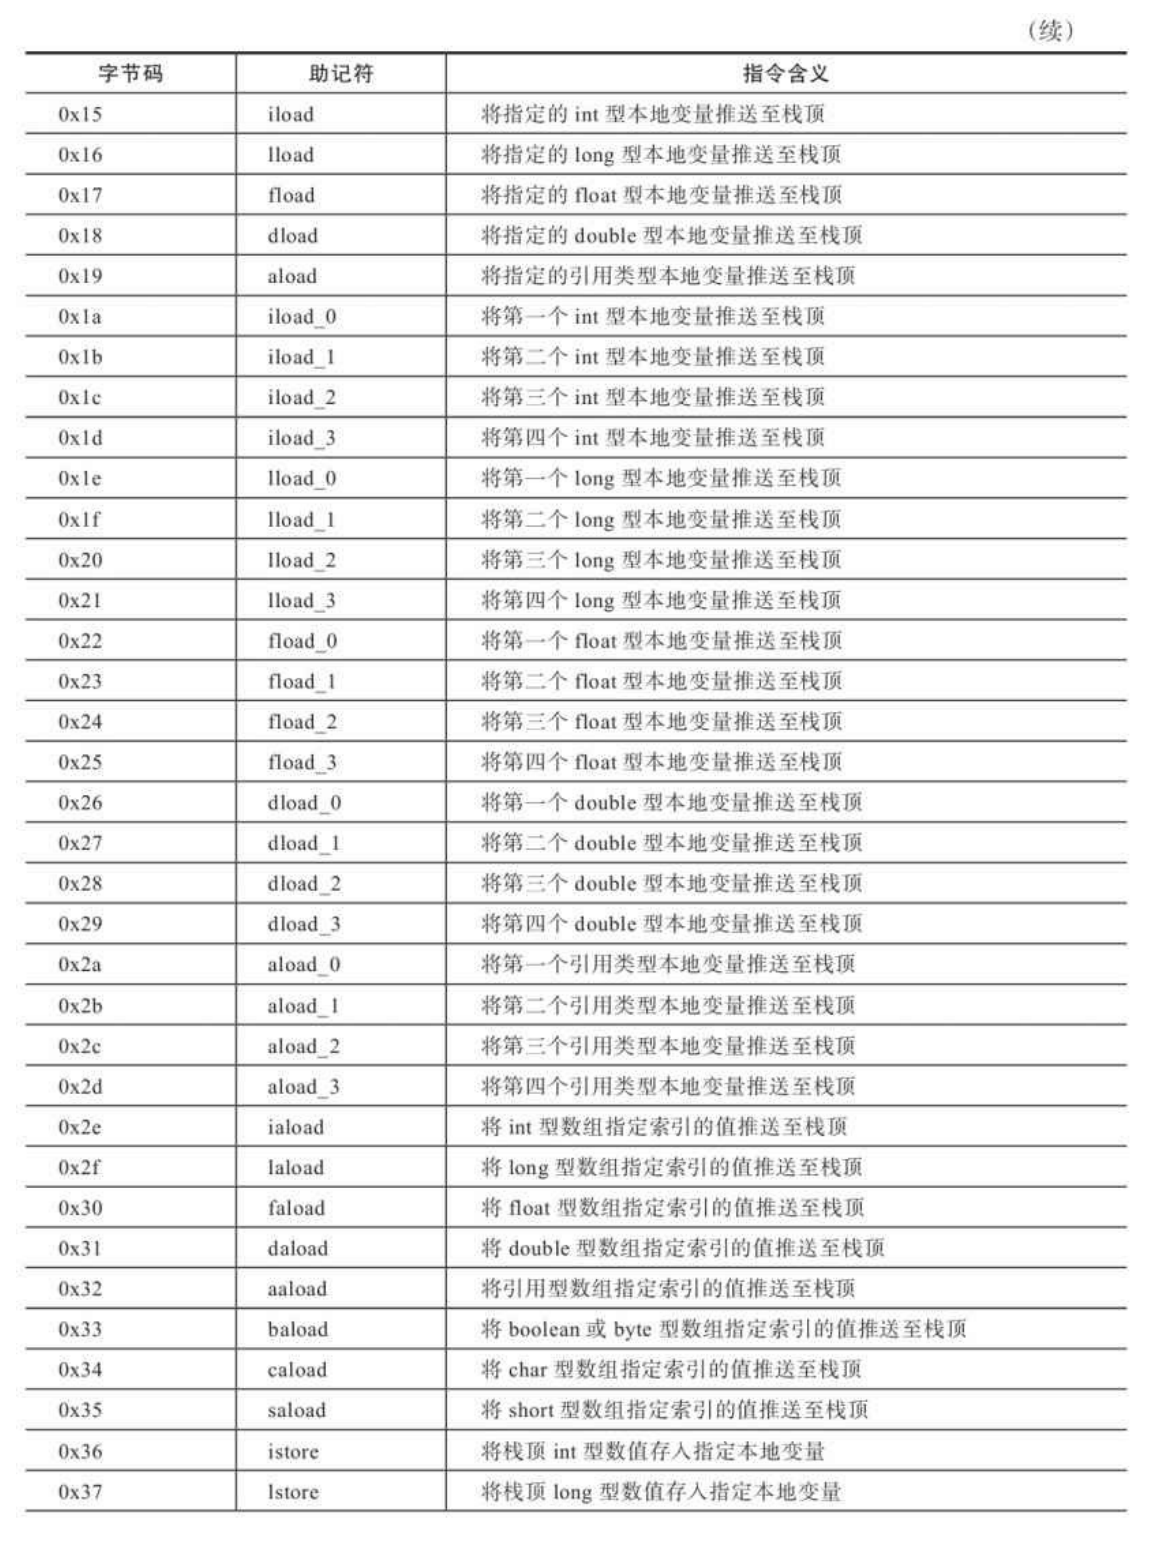 （续）
字节码 助记符 指令含义
0x15 iload 将指定的 int 型本地变量推送至栈顶
0x16 lload 将指定的 long 型本地变量推送至栈顶
0x17 fload 将指定的 float 型本地变量推送至栈顶
0x18 dload 将指定的 double 型本地变量推送至栈顶
0x19 aload 将指定的引用类型本地变量推送至栈顶
0x1a iload_0 将第一个 int 型本地变量推送至栈顶
0x1b iload_1 将第二个 int 型本地变量推送至栈顶
0x1c iload_2 将第三个 int 型本地变量推送至栈顶
0x1d iload_3 将第四个 int 型本地变量推送至栈顶
0x1e lload_0 将第一个 long 型本地变量推送至栈顶
0x1f lload_1 将第二个 long 型本地变量推送至栈顶
0x20 lload_2 将第三个 long 型本地变量推送至栈顶
0x21 lload_3 将第四个 long 型本地变量推送至栈顶
0x22 fload_0 将第一个 float 型本地变量推送至栈顶
0x23 fload_1 将第二个 float 型本地变量推送至栈顶
0x24 fload_2 将第三个 float 型本地变量推送至栈顶
0x25 fload_3 将第四个 float 型本地变量推送至栈顶
0x26 dload_0 将第一个 double 型本地变量推送至栈顶
0x27 dload_1 将第二个 double 型本地变量推送至栈顶
0x28 dload_2 将第三个 double 型本地变量推送至栈顶
0x29 dload_3 将第四个 double 型本地变量推送至栈顶
0x2a aload_0 将第一个引用类型本地变量推送至栈顶
0x2b aload_1 将第二个引用类型本地变量推送至栈顶
0x2c aload_2 将第三个引用类型本地变量推送至栈顶
0x2d aload_3 将第四个引用类型本地变量推送至栈顶
0x2e iaload 将 int 型数组指定索引的值推送至栈顶
0x2f laload 将 long 型数组指定索引的值推送至栈顶
0x30 faload 将 float 型数组指定索引的值推送至栈顶
0x31 daload 将 double 型数组指定索引的值推送至栈顶
0x32 aaload 将引用型数组指定索引的值推送至栈顶
0x33 baload 将 boolean 或 byte 型数组指定索引的值推送至栈顶
0x34 caload 将 char 型数组指定索引的值推送至栈顶
0x35 saload 将 short 型数组指定索引的值推送至栈顶
0x36 istore 将栈顶 int 型数值存入指定本地变量
0x37 lstore 将栈顶 long 型数值存入指定本地变量